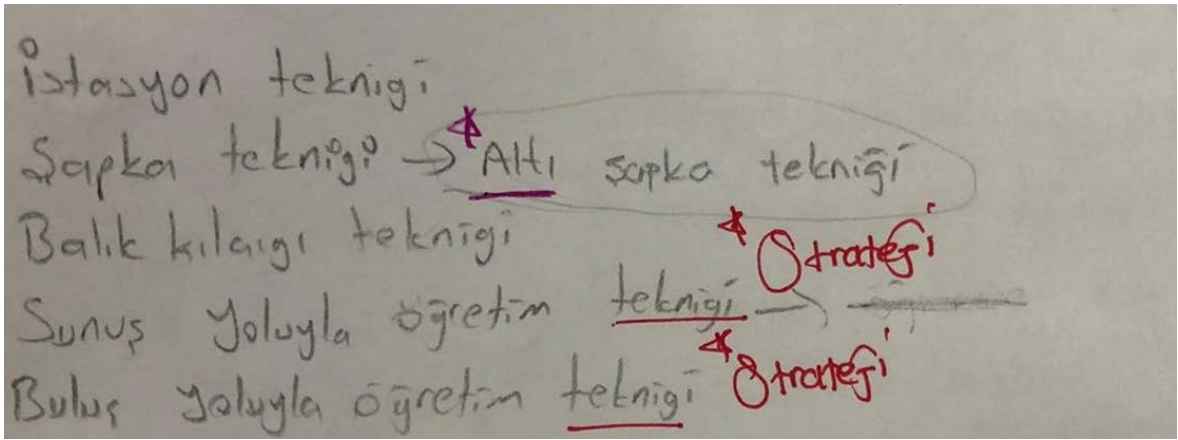 İstasyon tekniği
Şapka tekniği → *Altı şapka tekniği
Balık kılçığı tekniği
*Strateji
Sunuş yoluyla öğretim tekniği →
Buluş yoluyla öğretim tekniği *Strateji